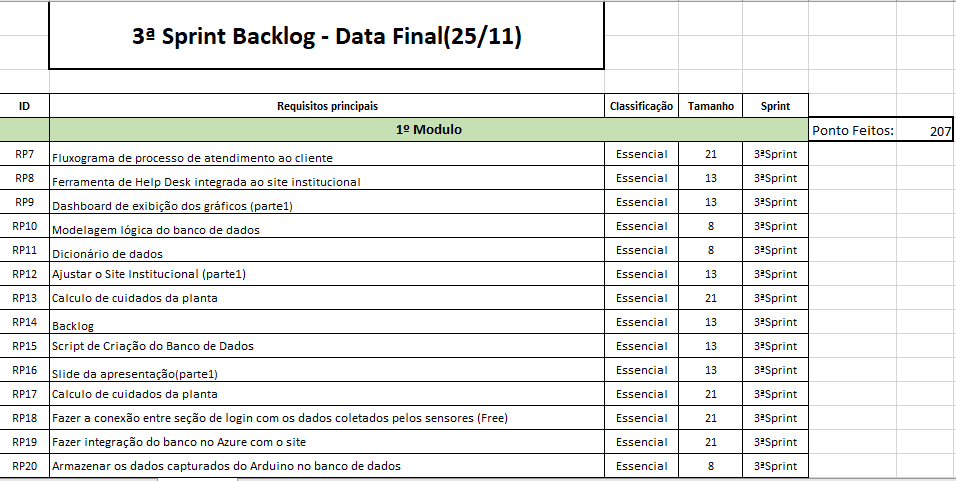 3ª Sprint Backlog - Data Final(25/11)
ID Requisitos principais Classificação Tamanho Sprint
1º Modulo Ponto Feitos: 207
RP7 Fluxograma de processo de atendimento ao cliente Essencial 21 3ªSprint
RP8 Ferramenta de Help Desk integrada ao site institucional Essencial 13 3ªSprint
RP9 Dashboard de exibição dos gráficos (parte1) Essencial 13 3ªSprint
RP10 Modelagem lógica do banco de dados Essencial 8 3ªSprint
RP11 Dicionário de dados Essencial 8 3ªSprint
RP12 Ajustar o Site Institucional (parte1) Essencial 13 3ªSprint
RP13 Calculo de cuidados da planta Essencial 21 3ªSprint
RP14 Backlog Essencial 13 3ªSprint
RP15 Script de Criação do Banco de Dados Essencial 13 3ªSprint
RP16 Slide da apresentação(parte1) Essencial 13 3ªSprint
RP17 Calculo de cuidados da planta Essencial 21 3ªSprint
RP18 Fazer a conexão entre seção de login com os dados coletados pelos sensores (Free) Essencial 21 3ªSprint
RP19 Fazer integração do banco no Azure com o site Essencial 21 3ªSprint
RP20 Armazenar os dados capturados do Arduino no banco de dados Essencial 8 3ªSprint